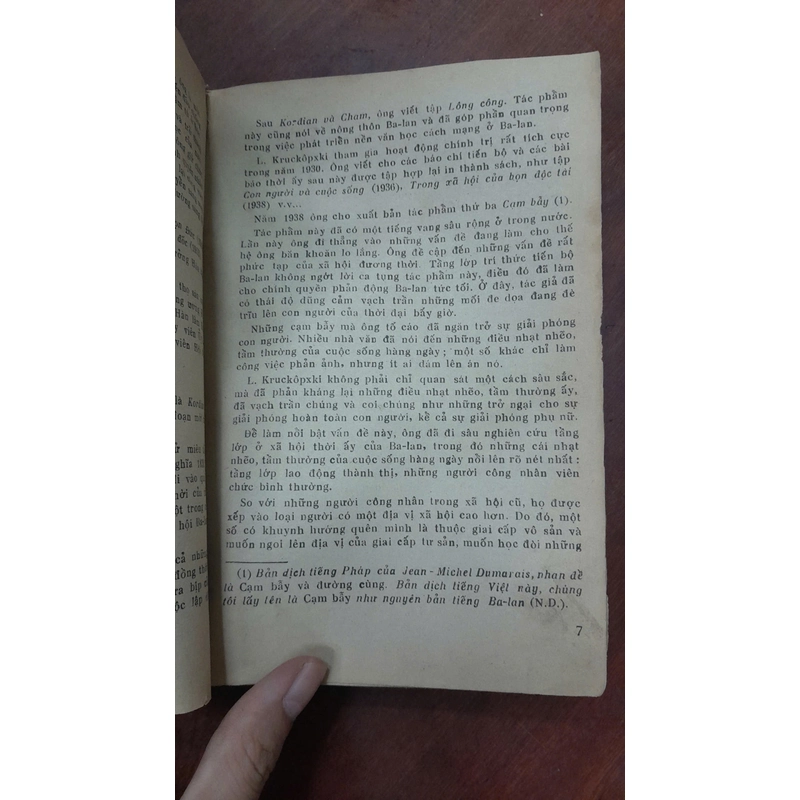 Sau Kordian và Cham, ông viết tập Lông công. Tác phẩm
này cũng nói về nông thôn Ba-lan và đã góp phần quan trọng
trong việc phát triển nền văn học cách mạng ở Ba-lan.
L. Kruckôpxki tham gia hoạt động chính trị rất tích cực
trong năm 1930. Ông viết cho các báo chí tiến bộ và các bài
báo thời ấy sau này được tập hợp lại in thành sách, như tập
Con người và cuộc sống (1936), Trong xã hội của bọn độc tài
(1938) v.v...
Năm 1938 ông cho xuất bản tác phẩm thứ ba Cạm bẫy (1).
Tác phẩm này đã có một tiếng vang sâu rộng ở trong nước.
Lần này ông đi thẳng vào những vấn đề đang làm cho thế
hệ ông băn khoăn lo lắng. Ông đề cập đến những vấn đề rất
phức tạp của xã hội đương thời. Tầng lớp trí thức tiến bộ
Ba-lan không ngớt lời ca tụng tác phẩm này, điều đó đã làm
cho chính quyền phản động Ba-lan tức tối. Ở đây, tác giả đã
có thái độ dũng cảm vạch trần những mối đe dọa đang đè
trĩu lên con người của thời đại bấy giờ.
Những cạm bẫy mà ông tố cáo đã ngăn trở sự giải phóng
con người. Nhiều nhà văn đã nói đến những điều nhạt nhẽo,
tầm thường của cuộc sống hàng ngày ; một số khác chỉ làm
công việc phản ánh, nhưng ít ai dám lên án nó.
L. Kruckôpxki không phải chỉ quan sát một cách sâu sắc,
mà đã phản kháng lại những điều nhạt nhẽo, tầm thường ấy,
đã vạch trần chúng và coi chúng như những trở ngại cho sự
giải phóng hoàn toàn con người, kể cả sự giải phóng phụ nữ.
Để làm nổi bật vấn đề này, ông đã đi sâu nghiên cứu tầng
lớp ở xã hội thời ấy của Ba-lan, trong đó những cái nhạt
nhẽo, tầm thường của cuộc sống hàng ngày nổi lên rõ nét nhất :
tầng lớp lao động thành thị, những người công nhân viên
chức bình thường.
So với những người công nhân trong xã hội cũ, họ được
xếp vào loại người có một địa vị xã hội cao hơn. Do đó, một
số có khuynh hướng quên mình là thuộc giai cấp vô sản và
muốn ngoi lên địa vị của giai cấp tư sản, muốn học đòi những
(1) Bản dịch tiếng Pháp của Jean-Michel Dumarais, nhan đề
là Cạm bẫy và đường cùng. Bản dịch tiếng Việt này, chúng
tôi lấy tên là Cạm bẫy như nguyên bản tiếng Ba-lan (N.D.).
7